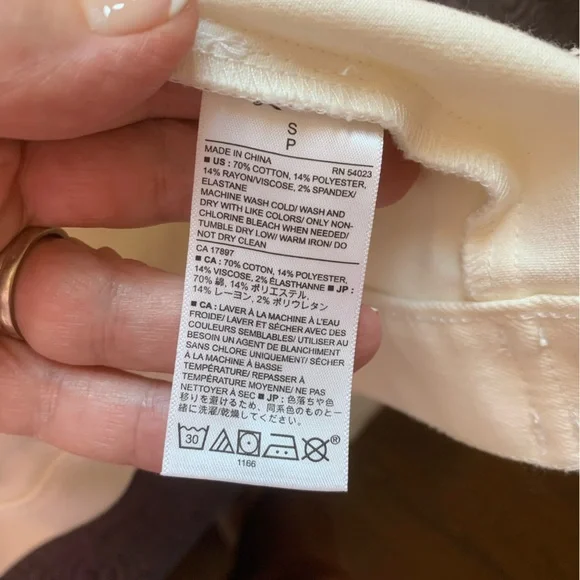 S
P
MADE IN CHINA RN 54023
■ US : 70% COTTON, 14% POLYESTER,
14% RAYON/VISCOSE, 2% SPANDEX/
ELASTANE
MACHINE WASH COLD/ WASH AND
DRY WITH LIKE COLORS/ ONLY NON-
CHLORINE BLEACH WHEN NEEDED/
TUMBLE DRY LOW/ WARM IRON/ DO
NOT DRY CLEAN
CA 17897
■ CA : 70% COTON, 14% POLYESTER,
14% VISCOSE, 2% ÉLASTHANNE ■ JP :
70% 綿, 14% ポリエステル,
14% レーヨン, 2% ポリウレタン
■ CA : LAVER À LA MACHINE À L'EAU
FROIDE/ LAVER ET SÉCHER AVEC DES
COULEURS SEMBLABLES/ UTILISER AU
BESOIN UN AGENT DE BLANCHIMENT
SANS CHLORE UNIQUEMENT/ SÉCHER
À LA MACHINE À BASSE
TEMPÉRATURE/ REPASSER À
TEMPÉRATURE MOYENNE/ NE PAS
NETTOYER À SEC ■ JP : 色落ちや色
移りを避けるため、同系色のものと一
緒に洗濯/乾燥してください。
30
®
1166